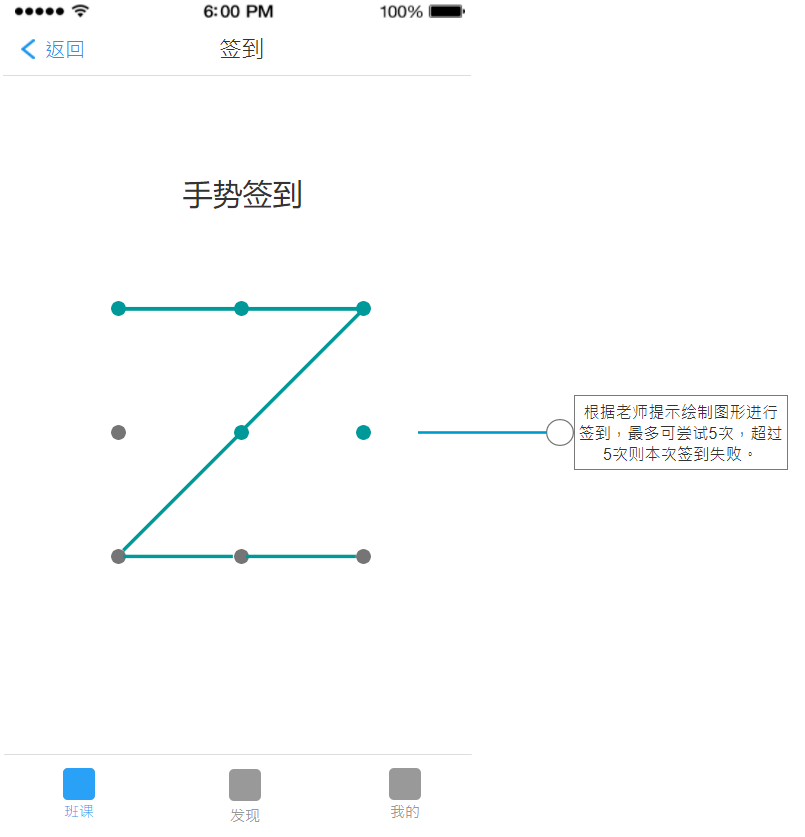 6:00 PM 100%
返回 签到
手势签到
根据老师提示绘制图形进行
签到，最多可尝试5次，超过
5次则本次签到失败。
班课 发现 我的